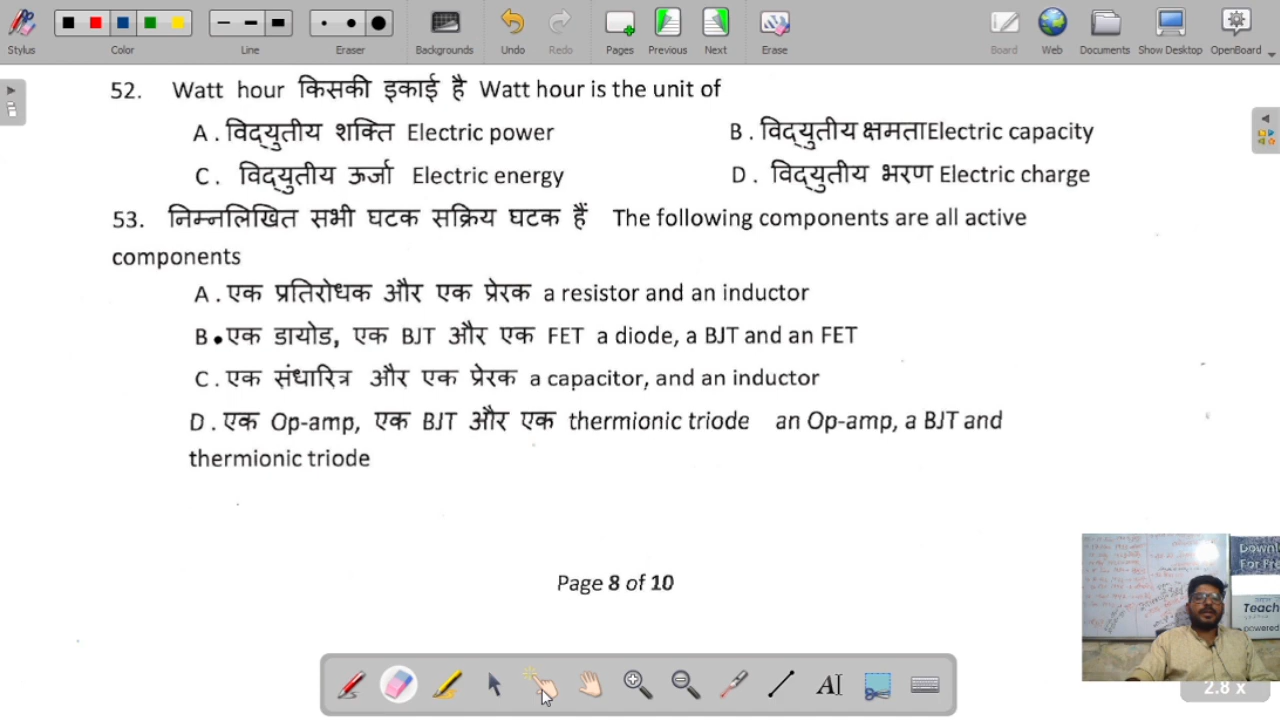 Stylus
Color
Line
Eraser
Backgrounds
Undo
Redo
Pages
Previous
Next
Erase
Board
Web
Documents
Show Desktop
OpenBoard
52. Watt hour किसकी इकाई है Watt hour is the unit of
A . विद्युतीय शक्ति Electric power
B . विद्युतीय क्षमताElectric capacity
C . विद्युतीय ऊर्जा Electric energy
D . विद्युतीय भरण Electric charge
53. निम्नलिखित सभी घटक सक्रिय घटक हैं The following components are all active
components
A . एक प्रतिरोधक और एक प्रेरक a resistor and an inductor
B . एक डायोड, एक BJT और एक FET a diode, a BJT and an FET
C . एक संधारित्र और एक प्रेरक a capacitor, and an inductor
D . एक Op-amp, एक BJT और एक thermionic triode an Op-amp, a BJT and
thermionic triode
Page 8 of 10
For Pre
Teach
powered
AI
2.8 x